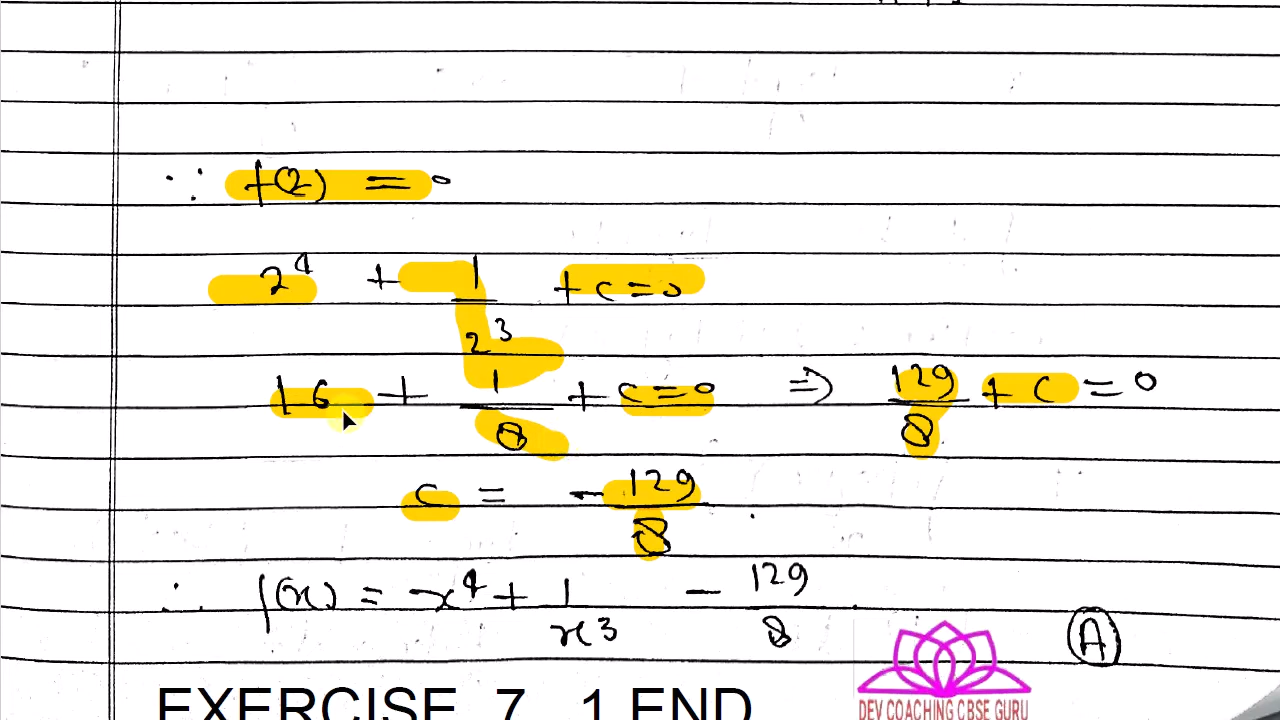 ∵ f(2) = 0
2⁴ + 1/2³ + c = 0
16 + 1/8 + c = 0 ⇒ 129/8 + c = 0
c = - 129/8
∴ f(x) = x⁴ + 1/x³ - 129/8
A
EXERCISE 7.1 END
DEV COACHING CBSE GURU